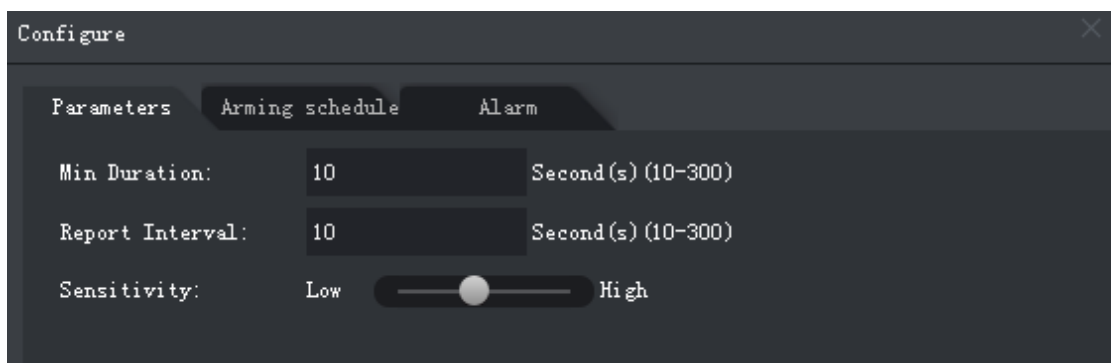 Configure
Parameters Arming schedule Alarm
Min Duration: 10 Second(s)(10-300)
Report Interval: 10 Second(s)(10-300)
Sensitivity: Low High